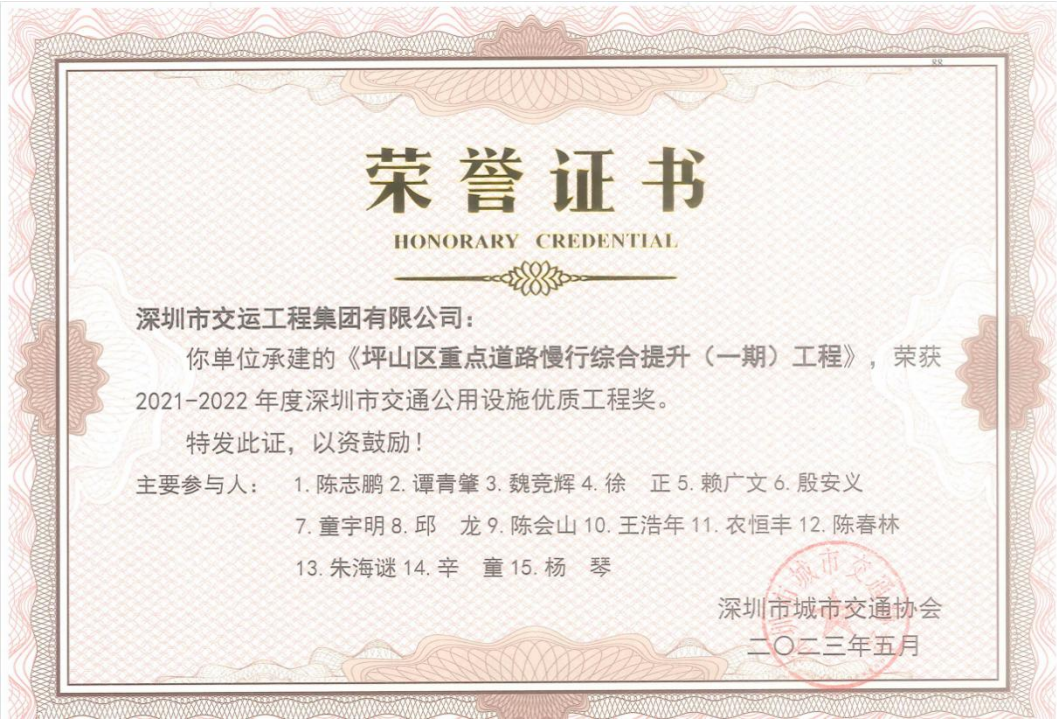 荣誉证书
HONORARY CREDENTIAL
深圳市交运工程集团有限公司：
你单位承建的《坪山区重点道路慢行综合提升（一期）工程》，荣获
2021-2022 年度深圳市交通公用设施优质工程奖。
特发此证，以资鼓励！
主要参与人： 1.陈志鹏 2.谭青肇 3.魏竞辉 4.徐　正 5.赖广文 6.殷安义
7.童宇明 8.邱　龙 9.陈会山 10.王浩年 11.农恒丰 12.陈春林
13.朱海谜 14.辛　童 15.杨　琴
深圳市城市交通协会
二〇二三年五月